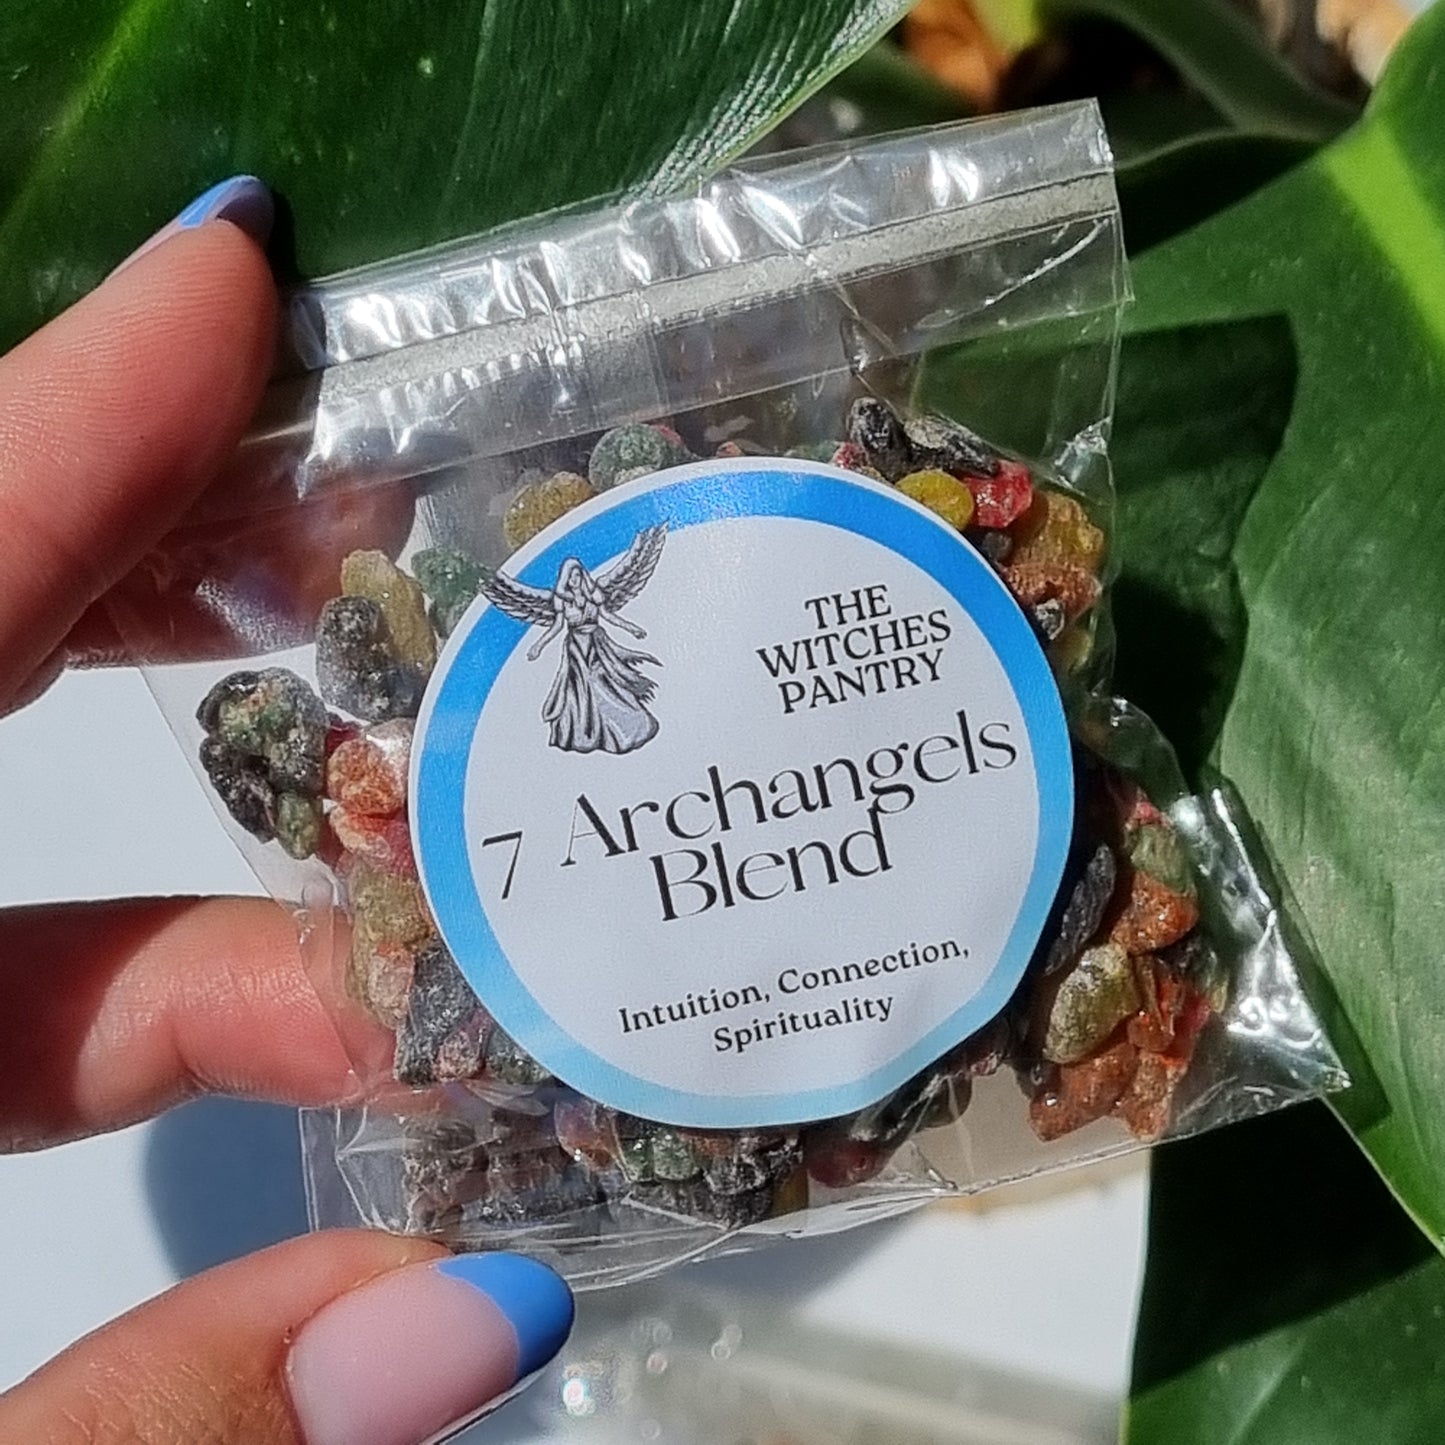 THE
WITCHES
PANTRY
7 Archangels
Blend
Intuition, Connection,
Spirituality